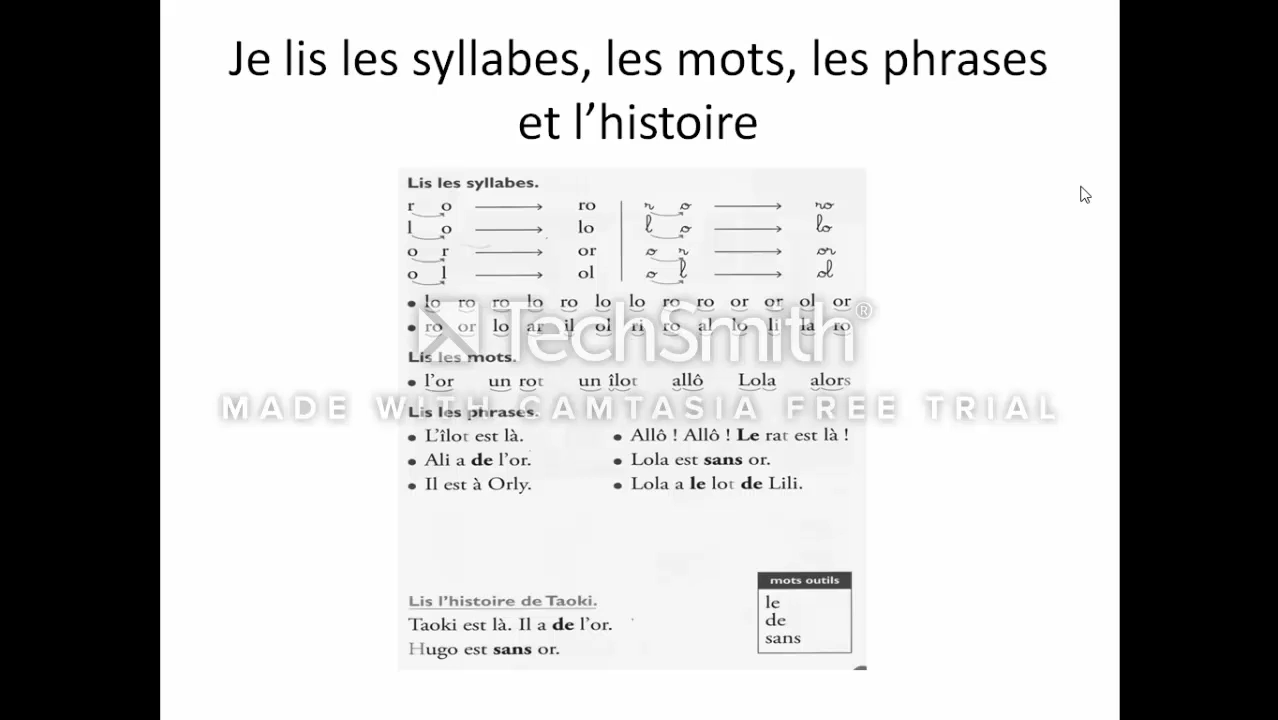 Je lis les syllabes, les mots, les phrases
et l’histoire
Lis les syllabes.
r o ro r o ro
l o lo l o lo
o r or o r or
o l ol o l ol
• lo ro ro lo ro lo lo ro ro or or ol or
• ro or lo ar il ol ri ro al lo li la ro
TechSmith®
Lis les mots.
• l’or un rot un îlot allô Lola alors
MADE WITH CAMTASIA FREE TRIAL
Lis les phrases.
• L’îlot est là. • Allô ! Allô ! Le rat est là !
• Ali a de l’or. • Lola est sans or.
• Il est à Orly. • Lola a le lot de Lili.
mots outils
le
de
sans
Lis l’histoire de Taoki.
Taoki est là. Il a de l’or.
Hugo est sans or.